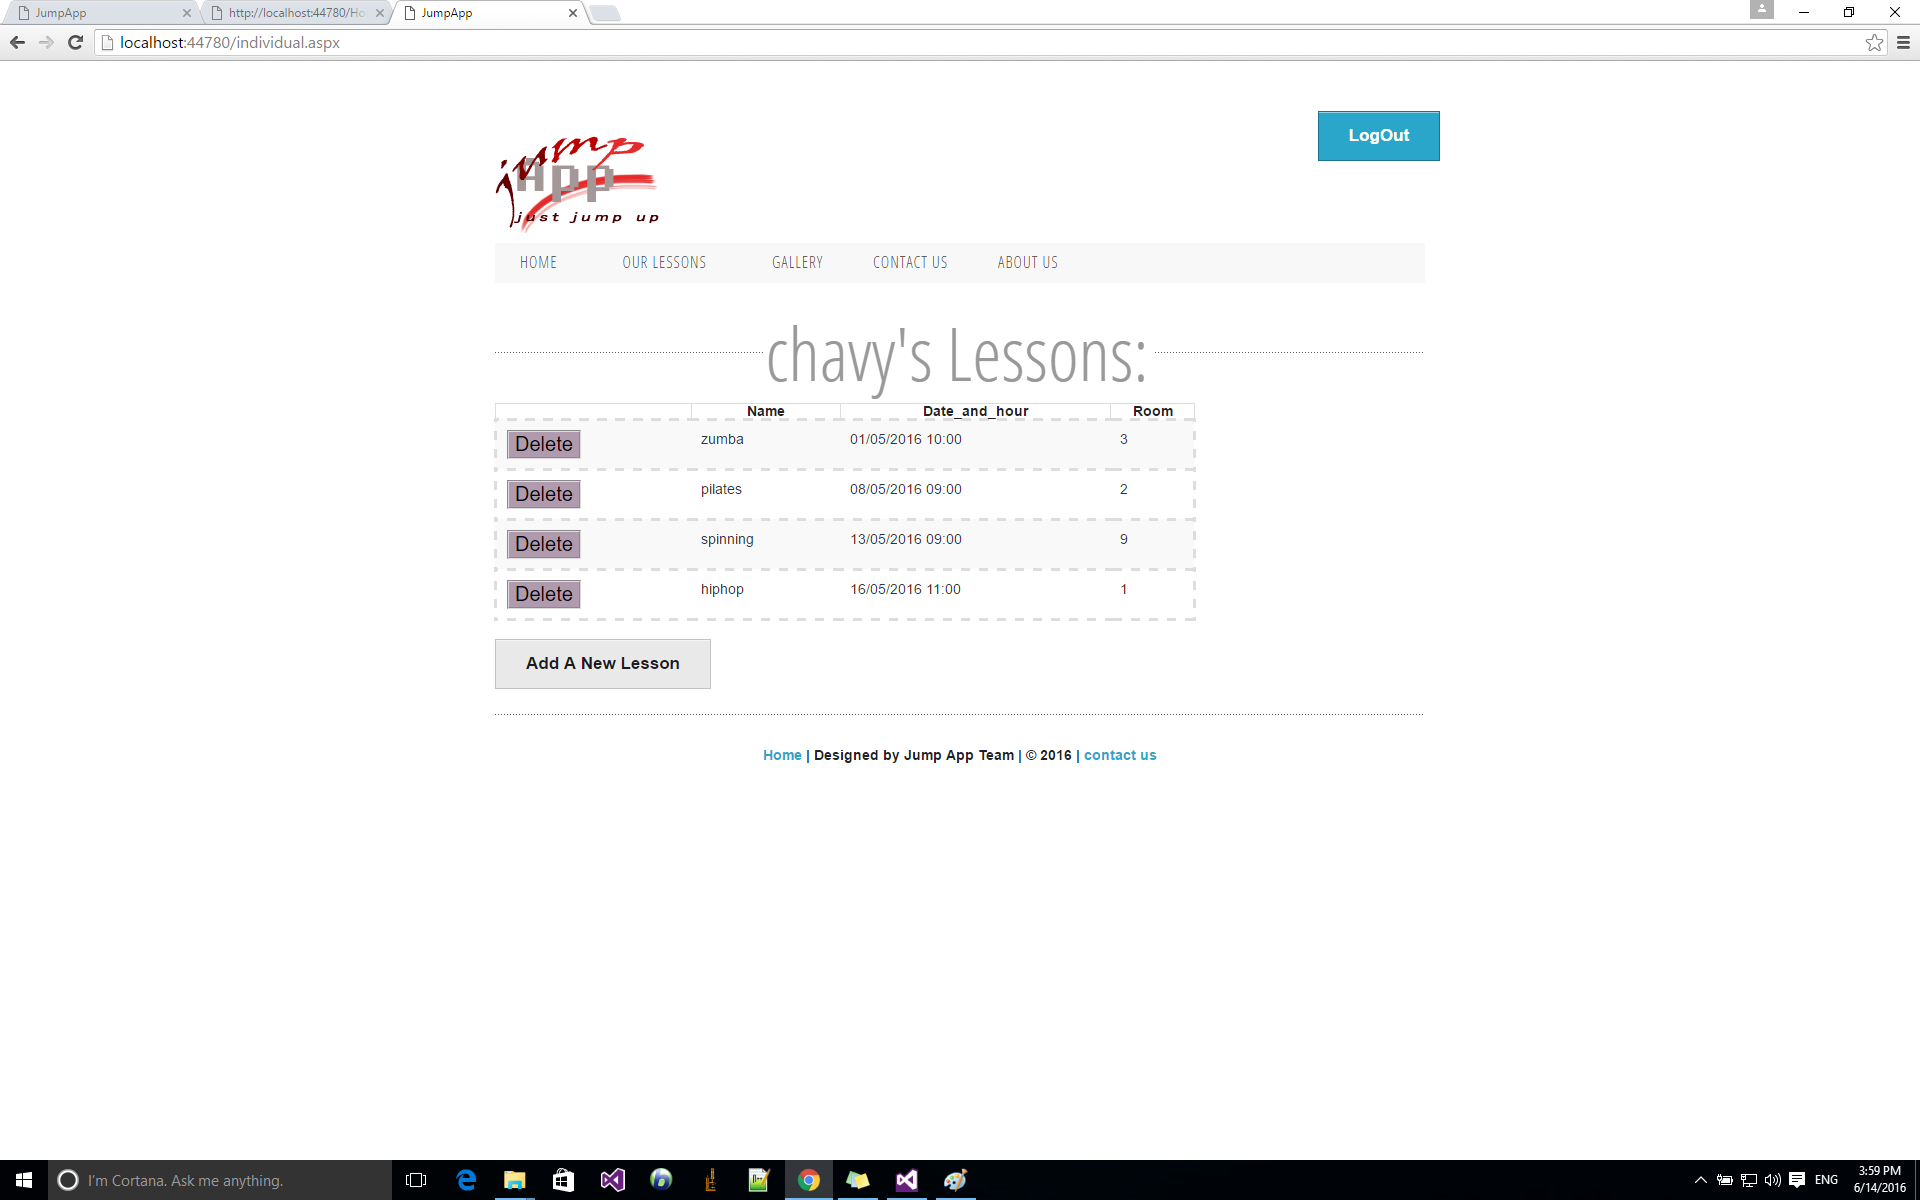 JumpApp
http://localhost:44780/Ho
JumpApp
localhost:44780/individual.aspx
LogOut
jump
App
just jump up
HOME OUR LESSONS GALLERY CONTACT US ABOUT US
chavy's Lessons:
Name Date_and_hour Room
Delete zumba 01/05/2016 10:00 3
Delete pilates 08/05/2016 09:00 2
Delete spinning 13/05/2016 09:00 9
Delete hiphop 16/05/2016 11:00 1
Add A New Lesson
Home | Designed by Jump App Team | © 2016 | contact us
I'm Cortana. Ask me anything.
ENG
3:59 PM
6/14/2016